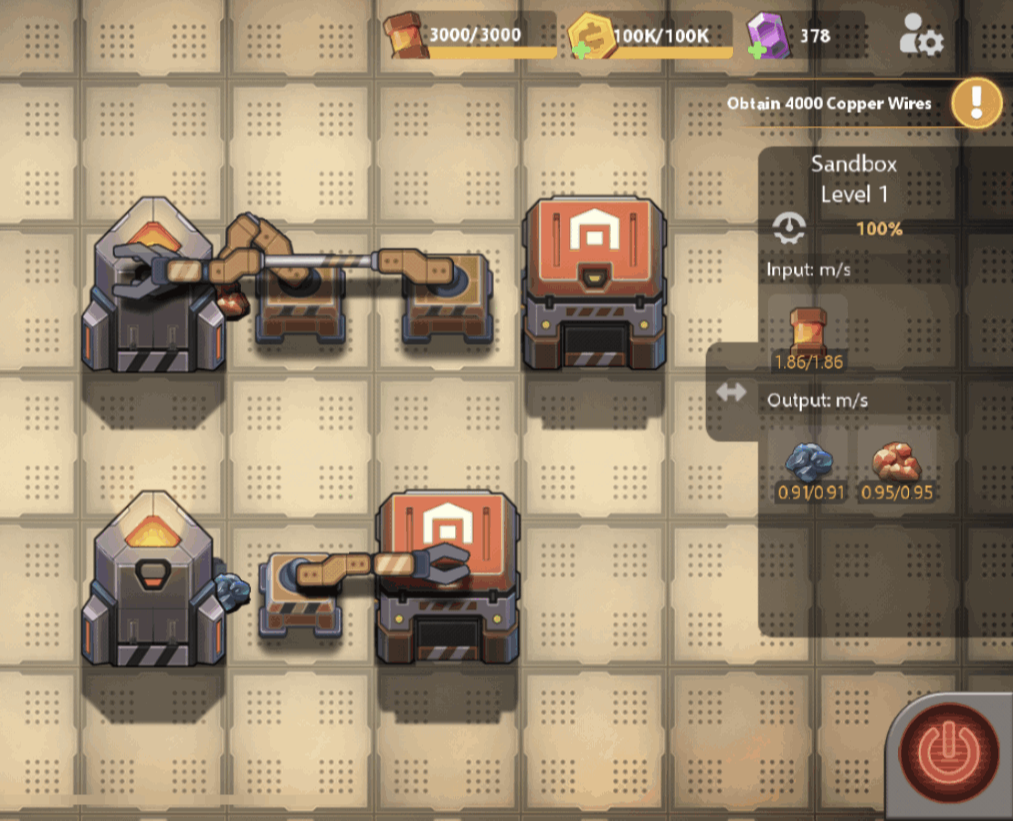 3000/3000
100K/100K
378
Obtain 4000 Copper Wires
Sandbox
Level 1
100%
Input: m/s
1.86/1.86
Output: m/s
0.91/0.91
0.95/0.95